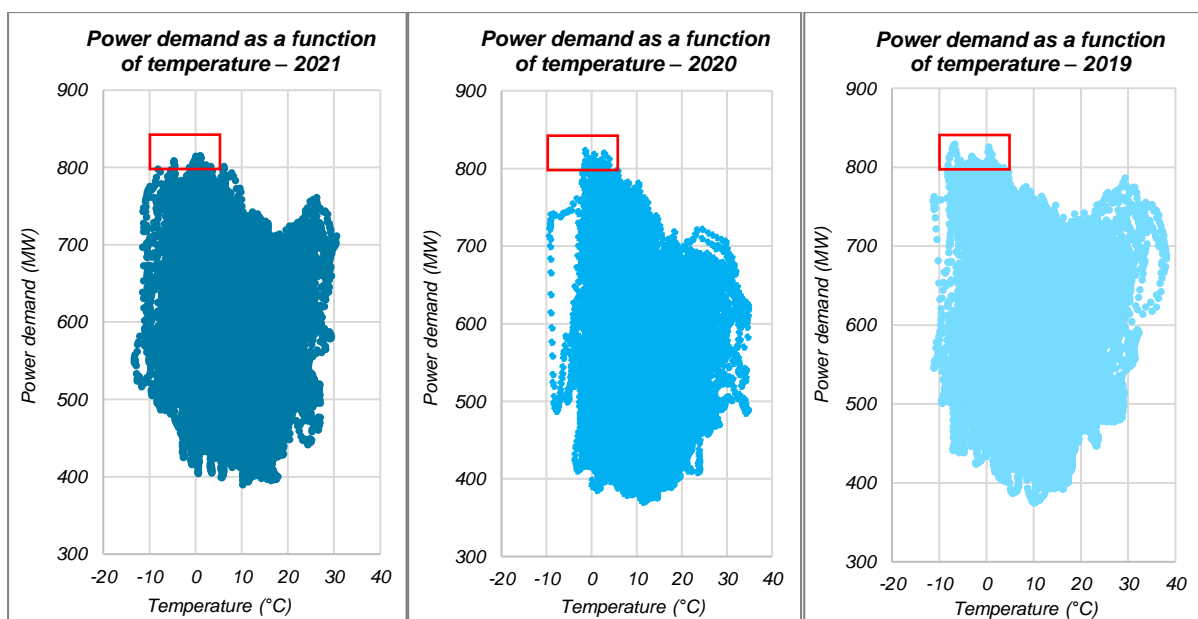 Power demand as a function
of temperature – 2021
900
800
700
600
500
400
300
-20 -10 0 10 20 30 40
Power demand (MW)
Temperature (°C)
Power demand as a function
of temperature – 2020
900
800
700
600
500
400
300
-20 -10 0 10 20 30 40
Power demand (MW)
Temperature (°C)
Power demand as a function
of temperature – 2019
900
800
700
600
500
400
300
-20 -10 0 10 20 30 40
Power demand (MW)
Temperature (°C)